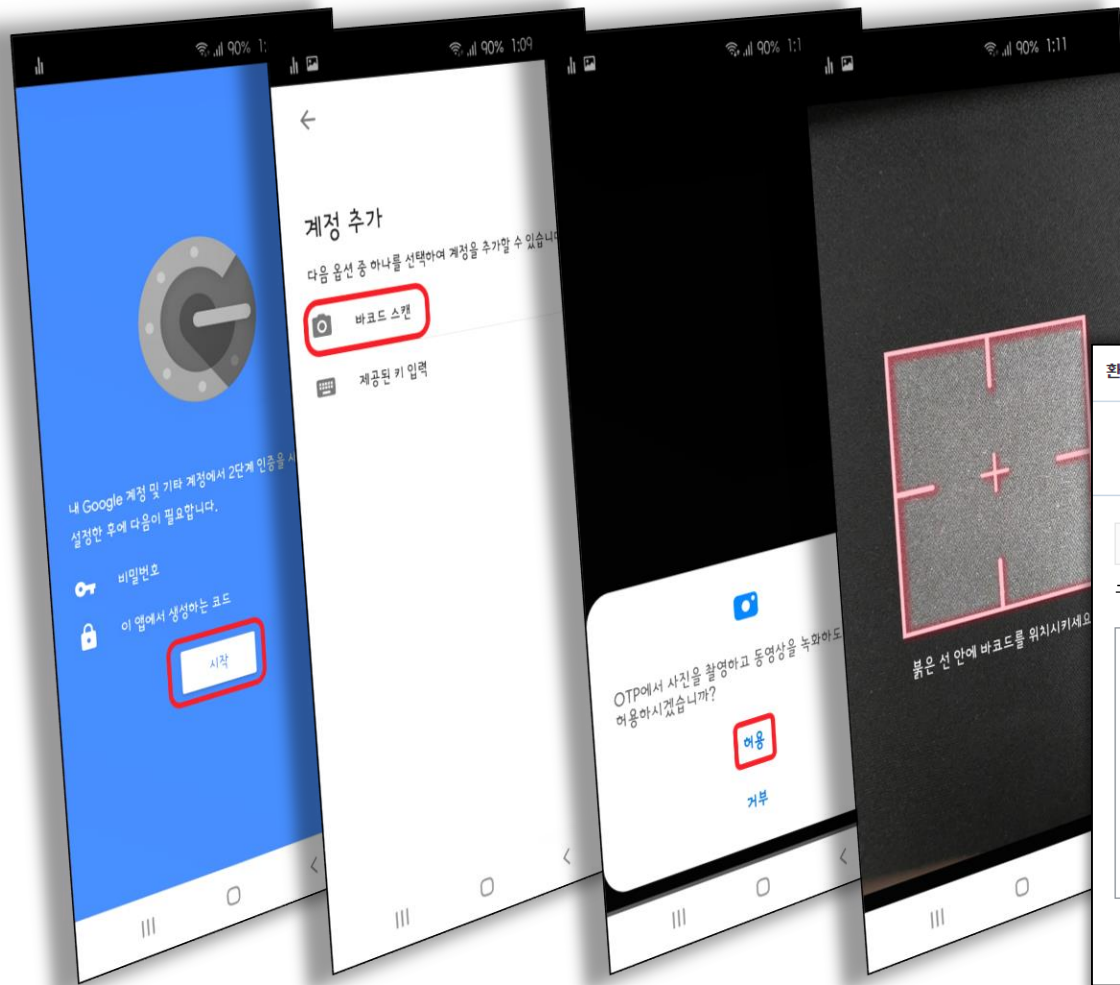 90% 1:
내 Google 계정 및 기타 계정에서 2단계 인증을
설정한 후에 다음이 필요합니다.
비밀번호
이 앱에서 생성하는 코드
시작
90% 1:09
계정 추가
다음 옵션 중 하나를 선택하여 계정을 추가할 수 있습니다
바코드 스캔
제공된 키 입력
90% 1:1
OTP에서 사진을 촬영하고 동영상을 녹화하도
허용하시겠습니까?
허용
거부
90% 1:11
붉은 선 안에 바코드를 위치시키세요
환